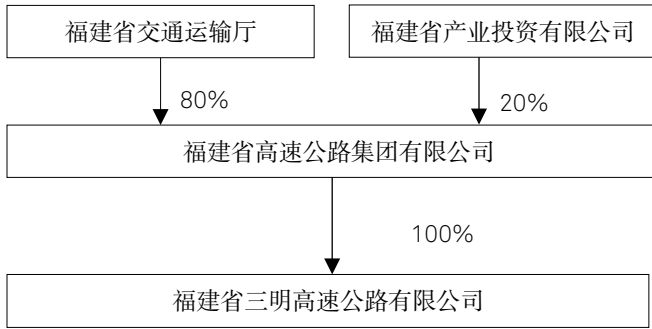 福建省交通运输厅
福建省产业投资有限公司
80%
20%
福建省高速公路集团有限公司
100%
福建省三明高速公路有限公司